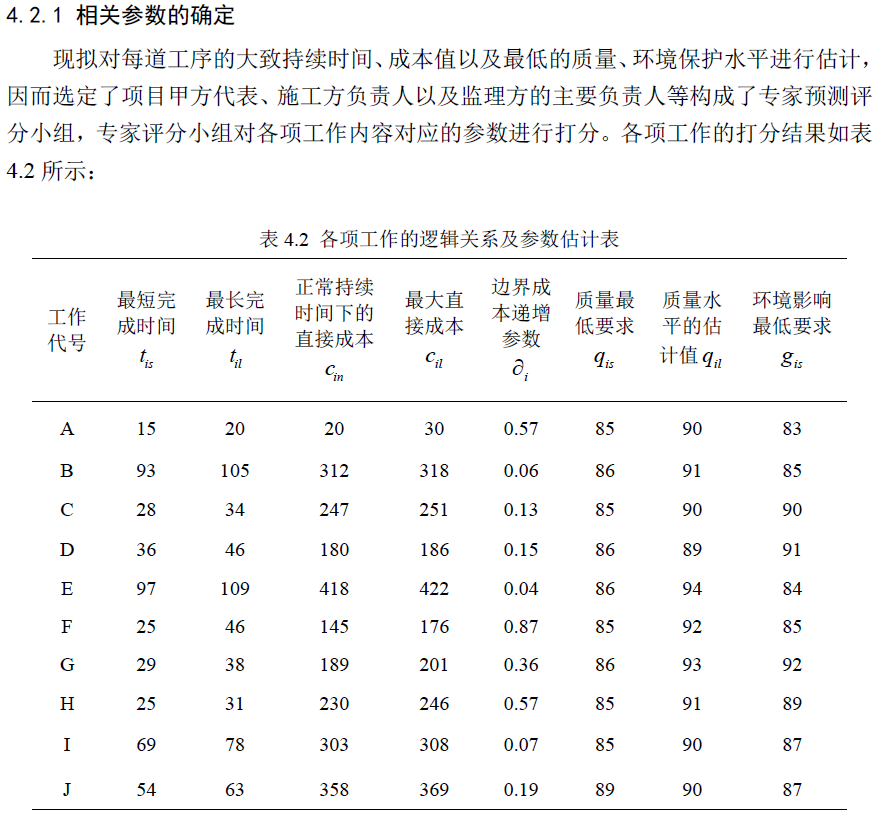 4.2.1 相关参数的确定
现拟对每道工序的大致持续时间、成本值以及最低的质量、环境保护水平进行估计，
因而选定了项目甲方代表、施工方负责人以及监理方的主要负责人等构成了专家预测评
分小组，专家评分小组对各项工作内容对应的参数进行打分。各项工作的打分结果如表
4.2 所示：
表 4.2 各项工作的逻辑关系及参数估计表
工作代号 最短完成时间 t_is 最长完成时间 t_il 正常持续时间下的直接成本 c_in 最大直接成本 c_il 边界成本递增参数 ∂_i 质量最低要求 q_is 质量水平的估计值 q_il 环境影响最低要求 g_is
A 15 20 20 30 0.57 85 90 83
B 93 105 312 318 0.06 86 91 85
C 28 34 247 251 0.13 85 90 90
D 36 46 180 186 0.15 86 89 91
E 97 109 418 422 0.04 86 94 84
F 25 46 145 176 0.87 85 92 85
G 29 38 189 201 0.36 86 93 92
H 25 31 230 246 0.57 85 91 89
I 69 78 303 308 0.07 85 90 87
J 54 63 358 369 0.19 89 90 87